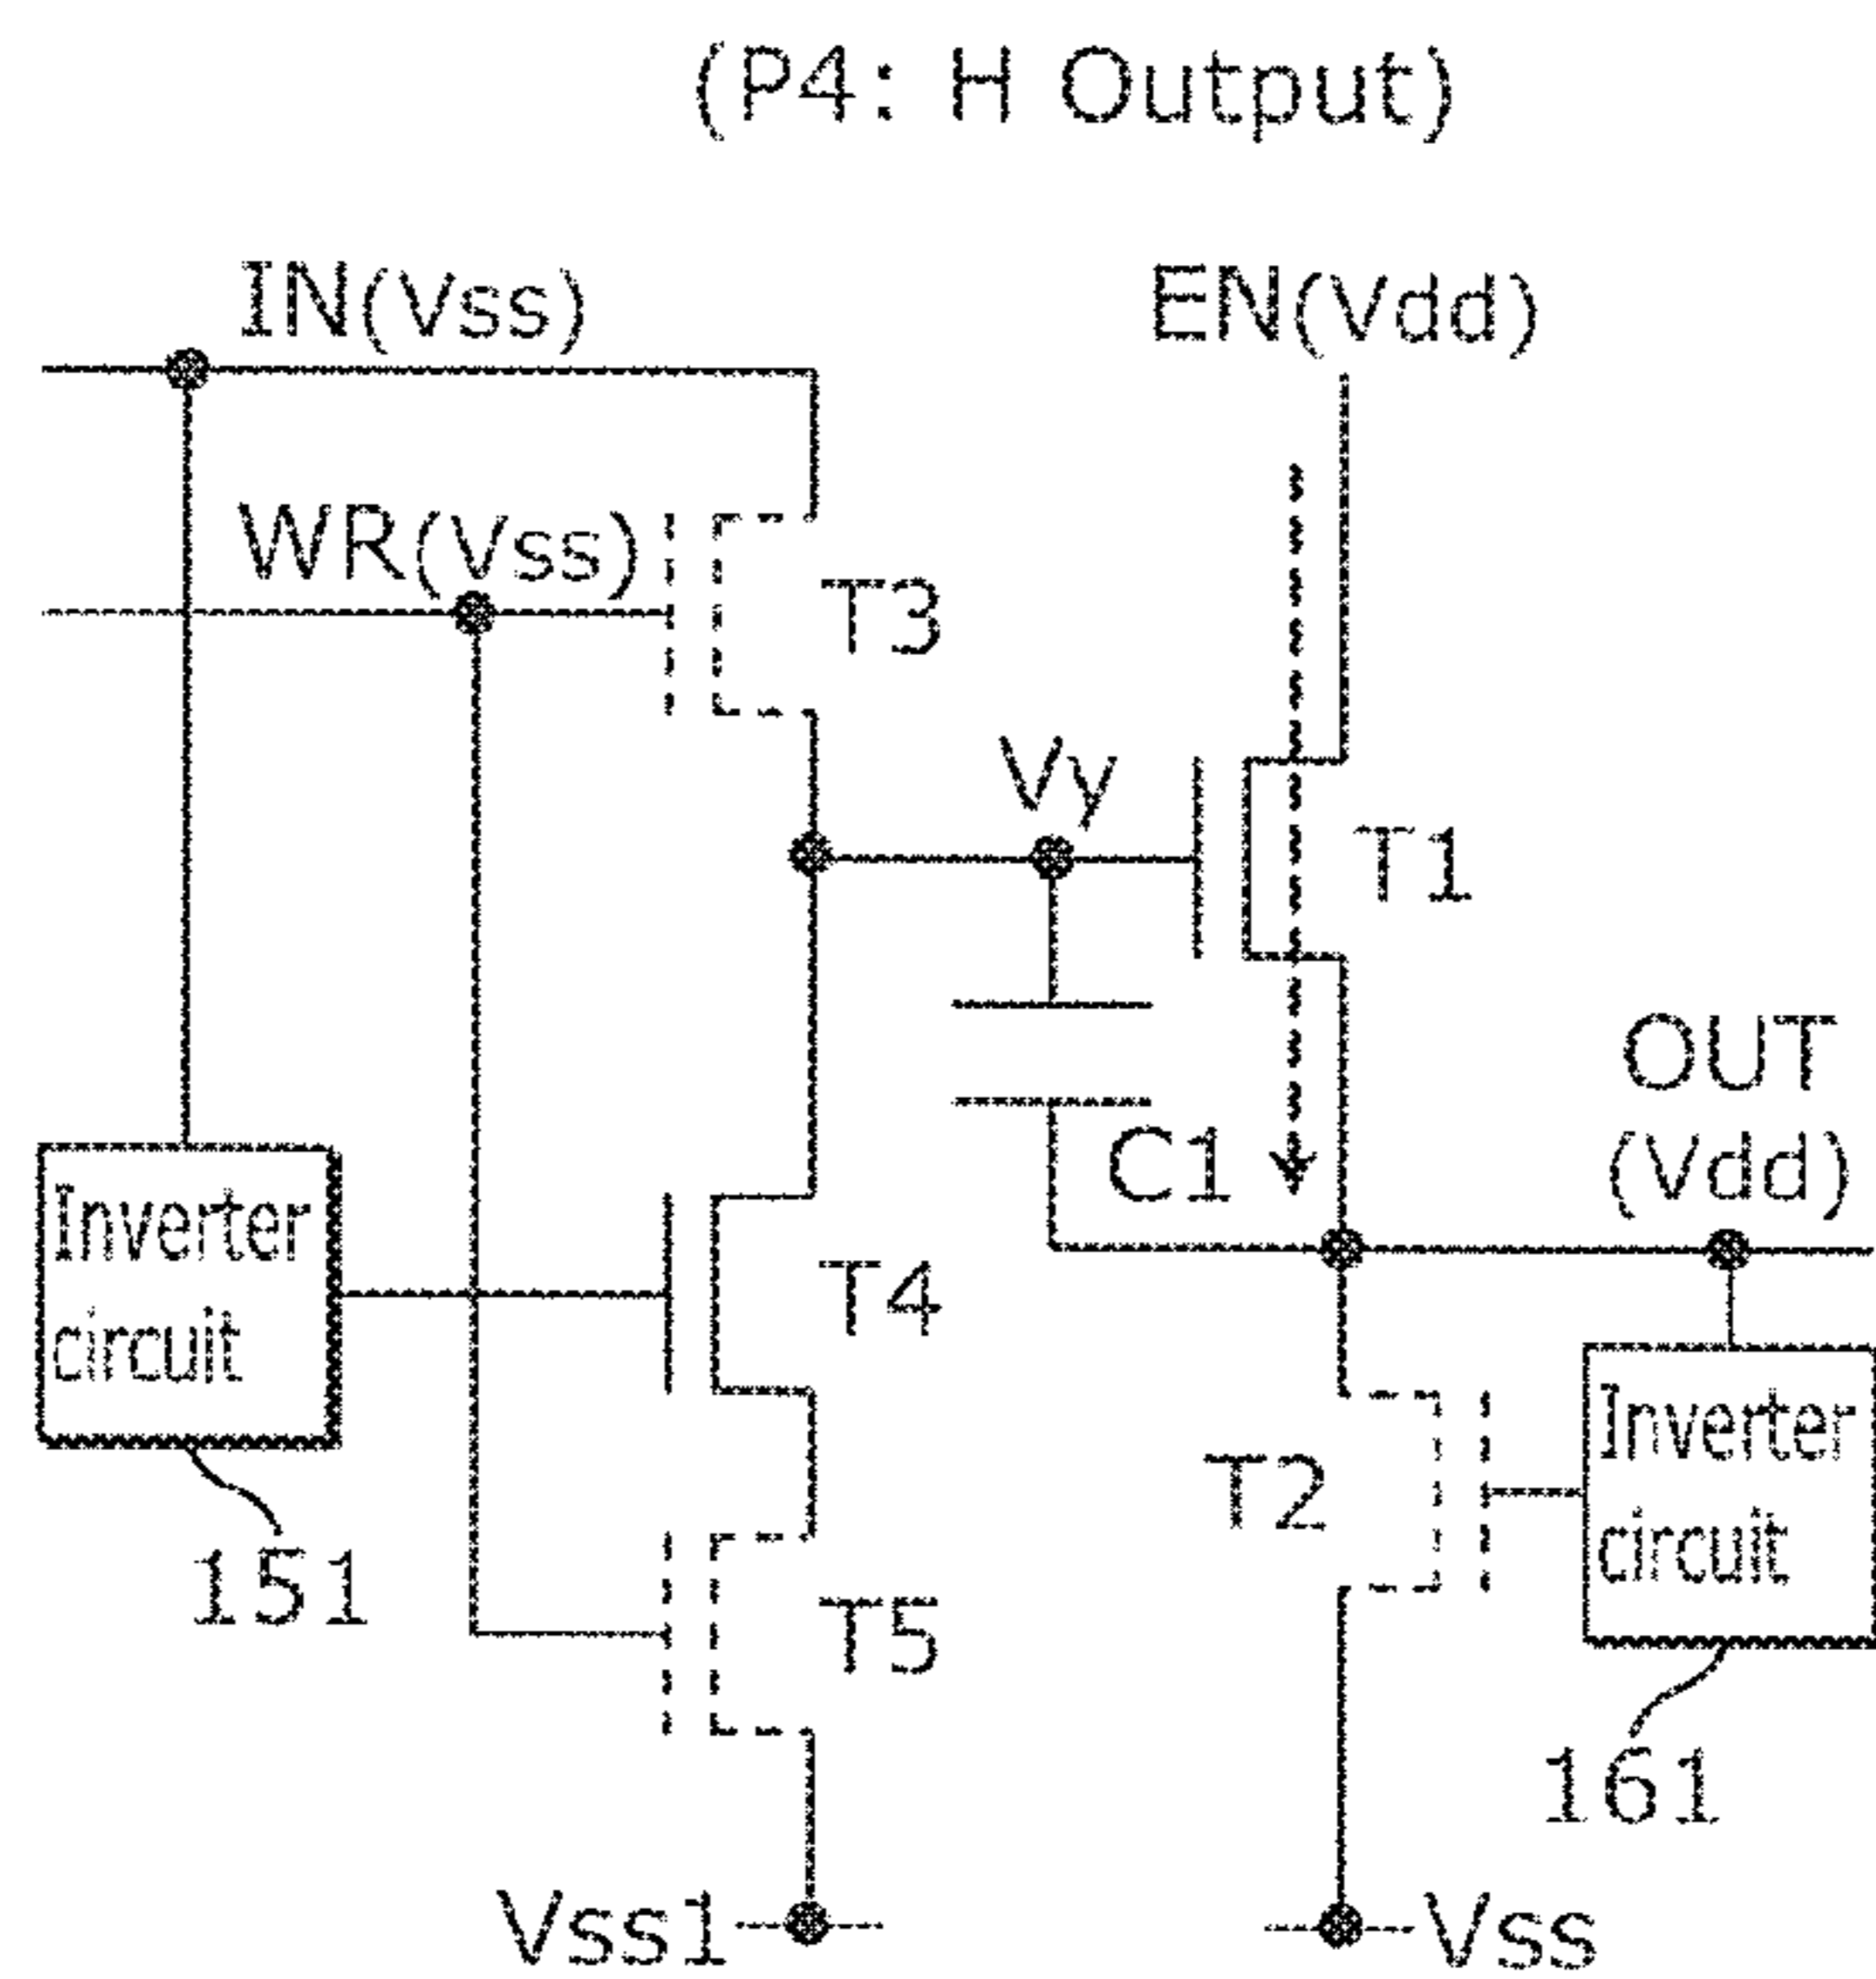 (P4: H Output)
IN(Vss)
EN(Vdd)
WR(Vss)
T3
Vy
T1
OUT
(Vdd)
C1
Inverter
circuit
T4
T2
Inverter
circuit
151
T5
161
Vss1
Vss